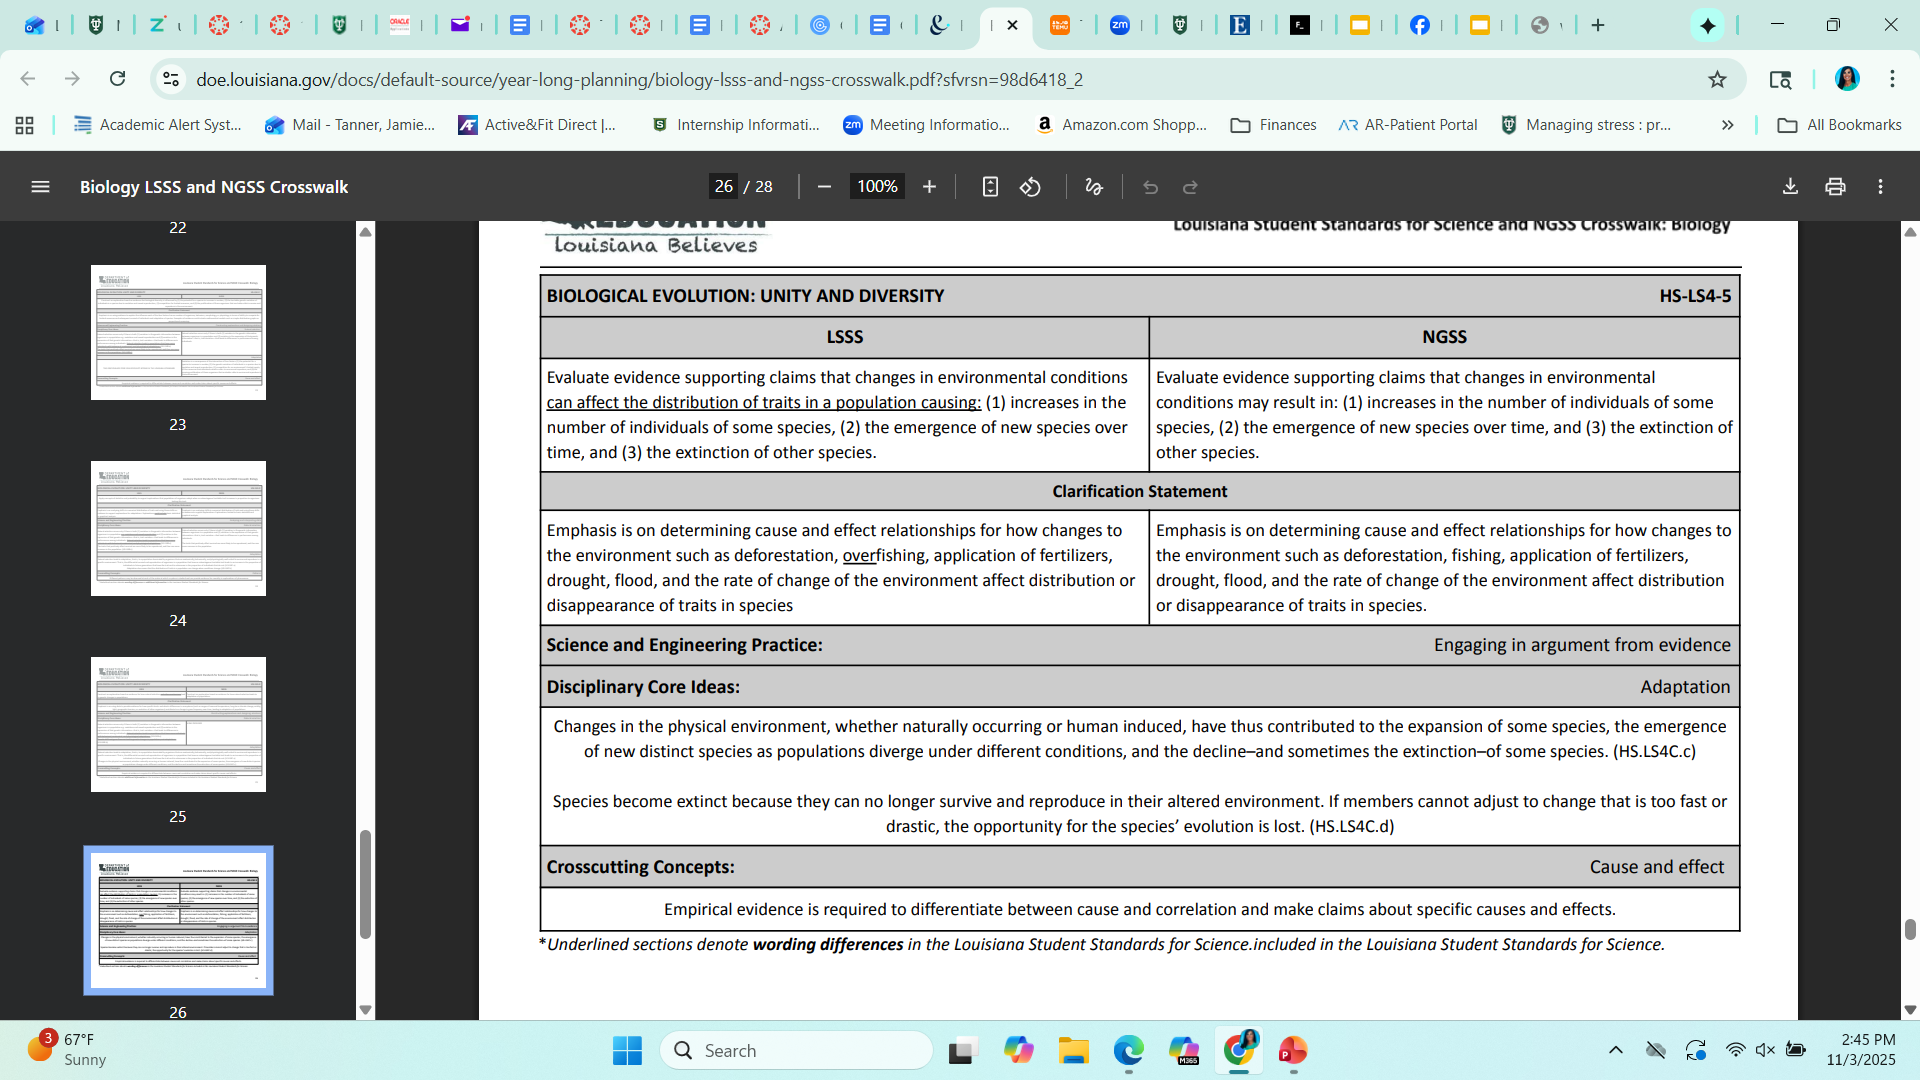 doe.louisiana.gov/docs/default-source/year-long-planning/biology-lsss-and-ngss-crosswalk.pdf?sfvrsn=98d6418_2
Academic Alert Syst... Mail - Tanner, Jamie... Active&Fit Direct |... Internship Informati... Meeting Informatio... Amazon.com Shopp... Finances AR-Patient Portal Managing stress : pr... » All Bookmarks
Biology LSSS and NGSS Crosswalk 26 / 28 100%
22
23
24
25
26
EDUCATION
Louisiana Believes
Louisiana Student Standards for Science and NGSS Crosswalk: Biology
BIOLOGICAL EVOLUTION: UNITY AND DIVERSITY HS-LS4-5
LSSS NGSS
Evaluate evidence supporting claims that changes in environmental conditions
can affect the distribution of traits in a population causing: (1) increases in the
number of individuals of some species, (2) the emergence of new species over
time, and (3) the extinction of other species.
Evaluate evidence supporting claims that changes in environmental
conditions may result in: (1) increases in the number of individuals of some
species, (2) the emergence of new species over time, and (3) the extinction of
other species.
Clarification Statement
Emphasis is on determining cause and effect relationships for how changes to
the environment such as deforestation, overfishing, application of fertilizers,
drought, flood, and the rate of change of the environment affect distribution or
disappearance of traits in species
Emphasis is on determining cause and effect relationships for how changes to
the environment such as deforestation, fishing, application of fertilizers,
drought, flood, and the rate of change of the environment affect distribution
or disappearance of traits in species.
Science and Engineering Practice: Engaging in argument from evidence
Disciplinary Core Ideas: Adaptation
Changes in the physical environment, whether naturally occurring or human induced, have thus contributed to the expansion of some species, the emergence
of new distinct species as populations diverge under different conditions, and the decline–and sometimes the extinction–of some species. (HS.LS4C.c)
Species become extinct because they can no longer survive and reproduce in their altered environment. If members cannot adjust to change that is too fast or
drastic, the opportunity for the species’ evolution is lost. (HS.LS4C.d)
Crosscutting Concepts: Cause and effect
Empirical evidence is required to differentiate between cause and correlation and make claims about specific causes and effects.
*Underlined sections denote wording differences in the Louisiana Student Standards for Science.included in the Louisiana Student Standards for Science.
3
67°F
Sunny
Search
M365
2:45 PM
11/3/2025